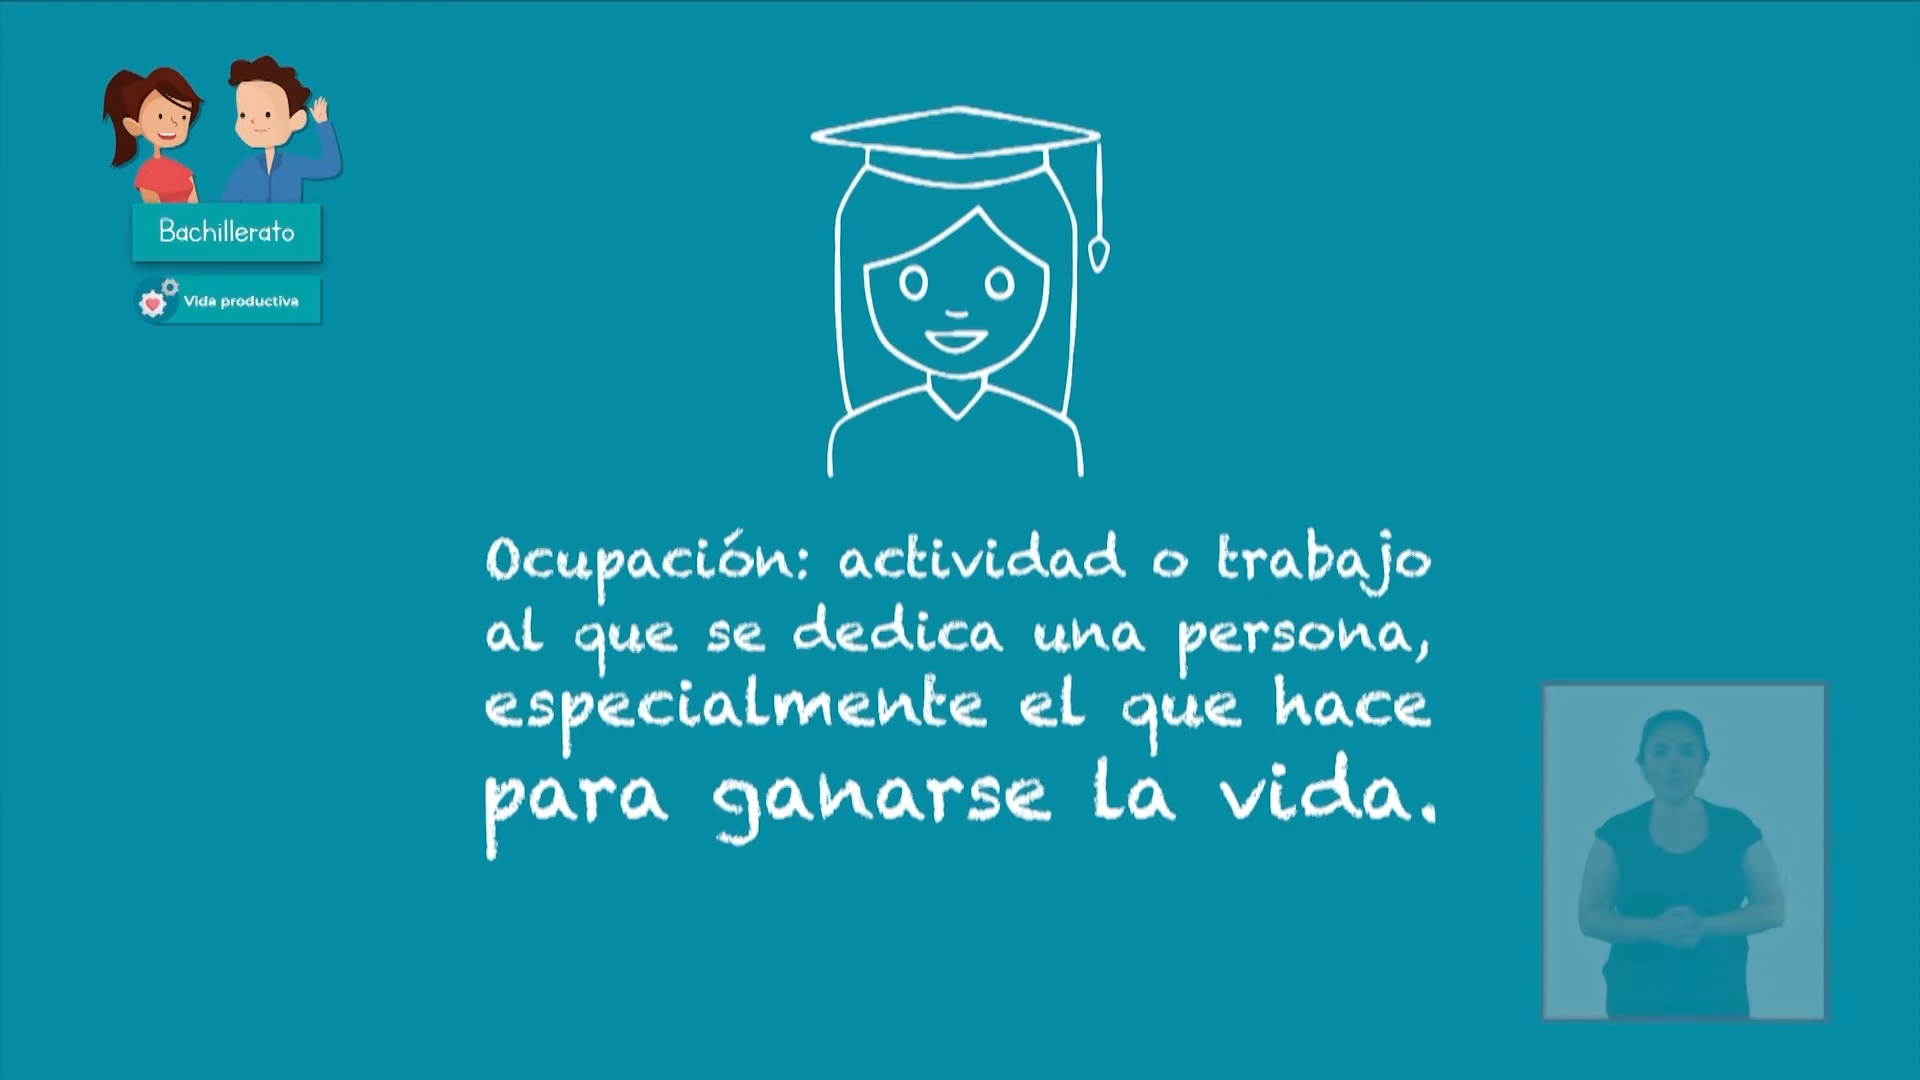 Bachillerato
Vida productiva
Ocupación: actividad o trabajo
al que se dedica una persona,
especialmente el que hace
para ganarse la vida.